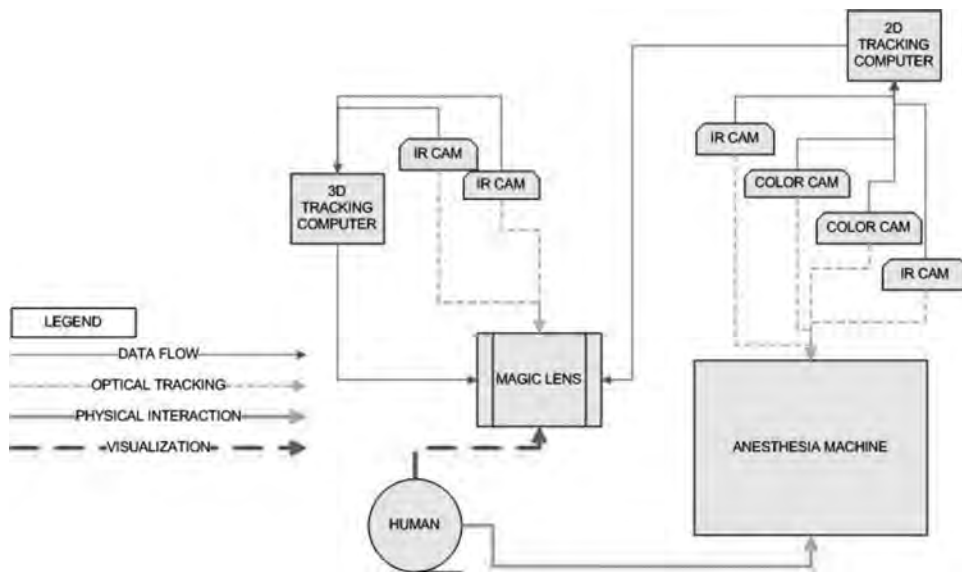 2D
TRACKING
COMPUTER
IR CAM
IR CAM
IR CAM
COLOR CAM
3D
TRACKING
COMPUTER
COLOR CAM
IR CAM
LEGEND
DATA FLOW
OPTICAL TRACKING
PHYSICAL INTERACTION
VISUALIZATION
MAGIC LENS
ANESTHESIA MACHINE
HUMAN